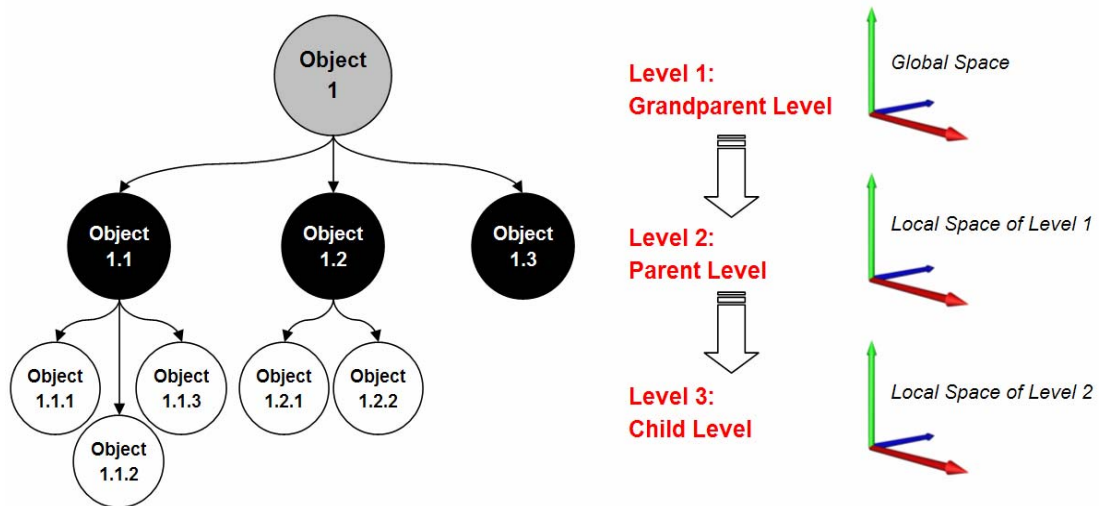 Object
1
Object
1.1
Object
1.2
Object
1.3
Object
1.1.1
Object
1.1.3
Object
1.2.1
Object
1.2.2
Object
1.1.2
Level 1:
Grandparent Level
Global Space
Level 2:
Parent Level
Local Space of Level 1
Level 3:
Child Level
Local Space of Level 2